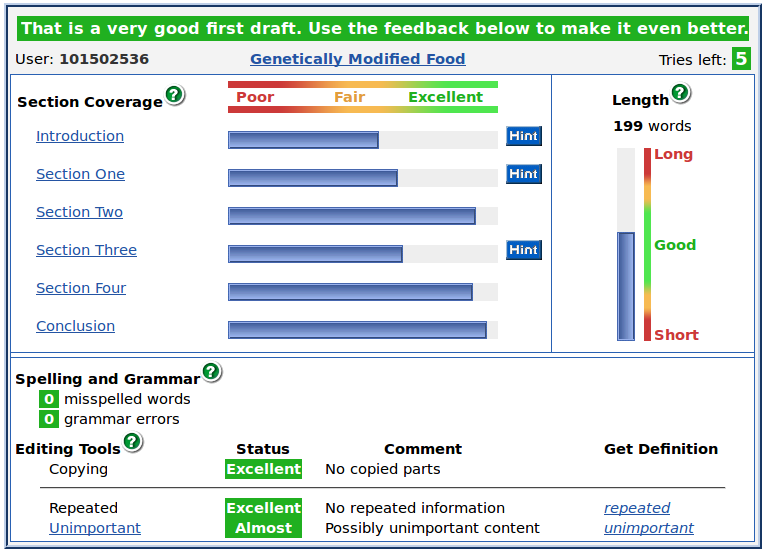 That is a very good first draft. Use the feedback below to make it even better.
User: 101502536 Genetically Modified Food Tries left: 5
Section Coverage ? Poor Fair Excellent Length ?
199 words
Introduction Hint
Long
Section One Hint
Section Two
Good
Section Three Hint
Section Four
Conclusion
Short
Spelling and Grammar ?
0 misspelled words
0 grammar errors
Editing Tools ? Status Comment Get Definition
Copying Excellent No copied parts
Repeated Excellent No repeated information repeated
Unimportant Almost Possibly unimportant content unimportant